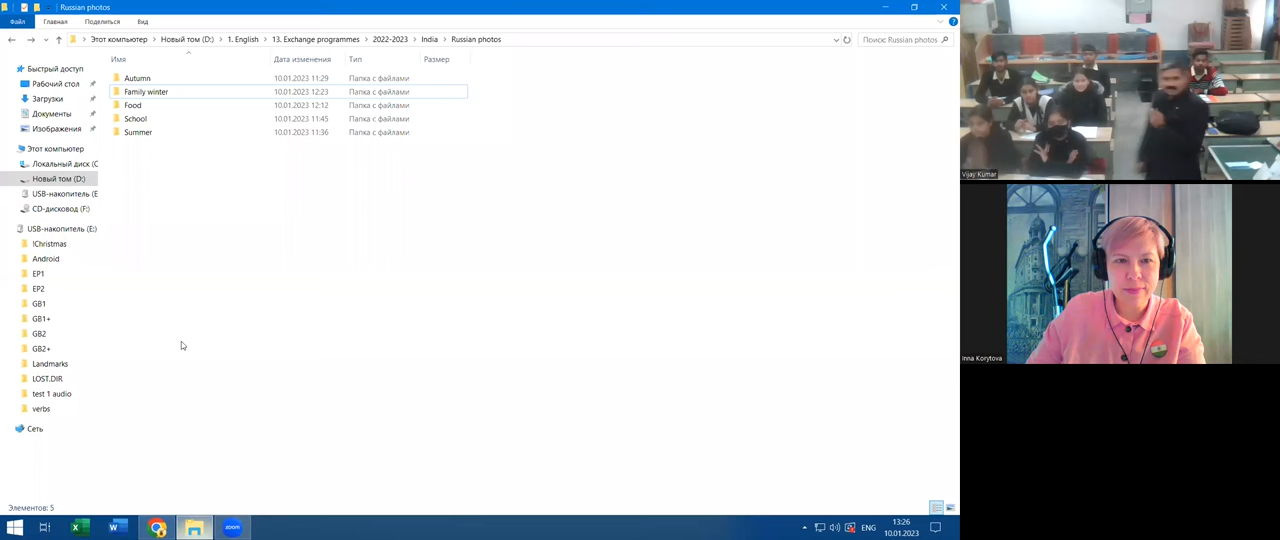 Russian photos
Файл Главная Поделиться Вид
Этот компьютер Новый том (D:) 1. English 13. Exchange programmes 2022-2023 India Russian photos
Поиск: Russian photos
Имя Дата изменения Тип Размер
Autumn 10.01.2023 11:29 Папка с файлами
Family winter 10.01.2023 12:23 Папка с файлами
Food 10.01.2023 12:12 Папка с файлами
School 10.01.2023 11:45 Папка с файлами
Summer 10.01.2023 11:36 Папка с файлами
Быстрый доступ
Рабочий стол
Загрузки
Документы
Изображения
Этот компьютер
Локальный диск (C
Новый том (D:)
USB-накопитель (E
CD-дисковод (F:)
USB-накопитель (E:)
!Christmas
Android
EP1
EP2
GB1
GB1+
GB2
GB2+
Landmarks
LOST.DIR
test 1 audio
verbs
Сеть
Элементов: 5
zoom
ENG
13:26
10.01.2023
Vijay Kumar
Inna Korytova